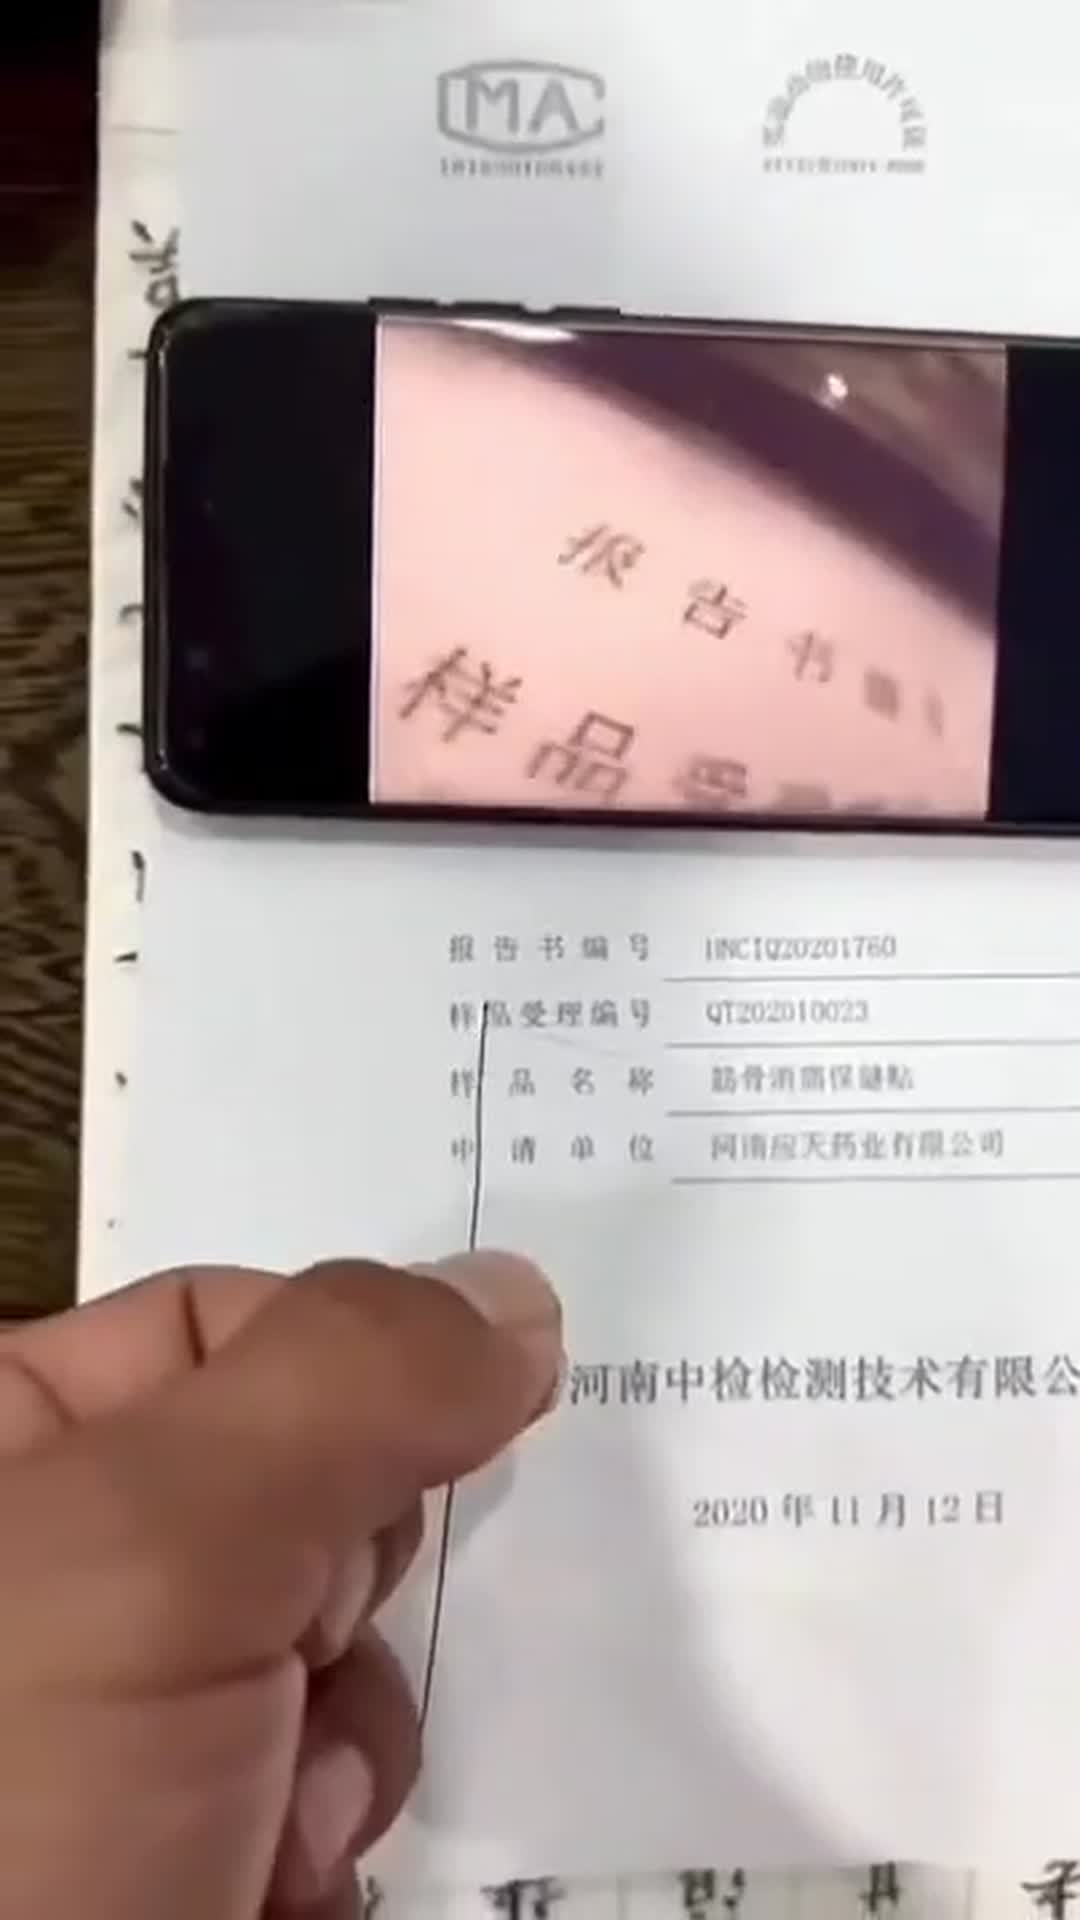 MA
报告书
样品受
报告书编号 HNCIQ20201760
样品受理编号 QT202010023
样品名称 筋骨消痛保健贴
申请单位 河南应天药业有限公司
河南中检检测技术有限公
2020年11月12日